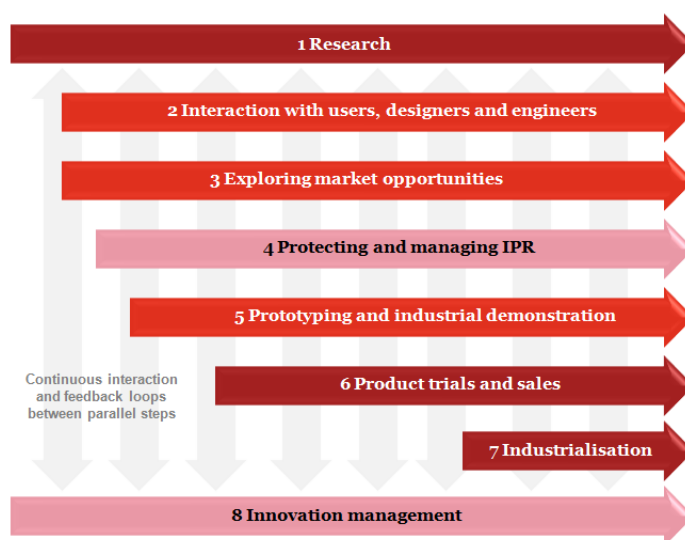 1 Research
2 Interaction with users, designers and engineers
3 Exploring market opportunities
4 Protecting and managing IPR
5 Prototyping and industrial demonstration
Continuous interaction
and feedback loops
between parallel steps
6 Product trials and sales
7 Industrialisation
8 Innovation management